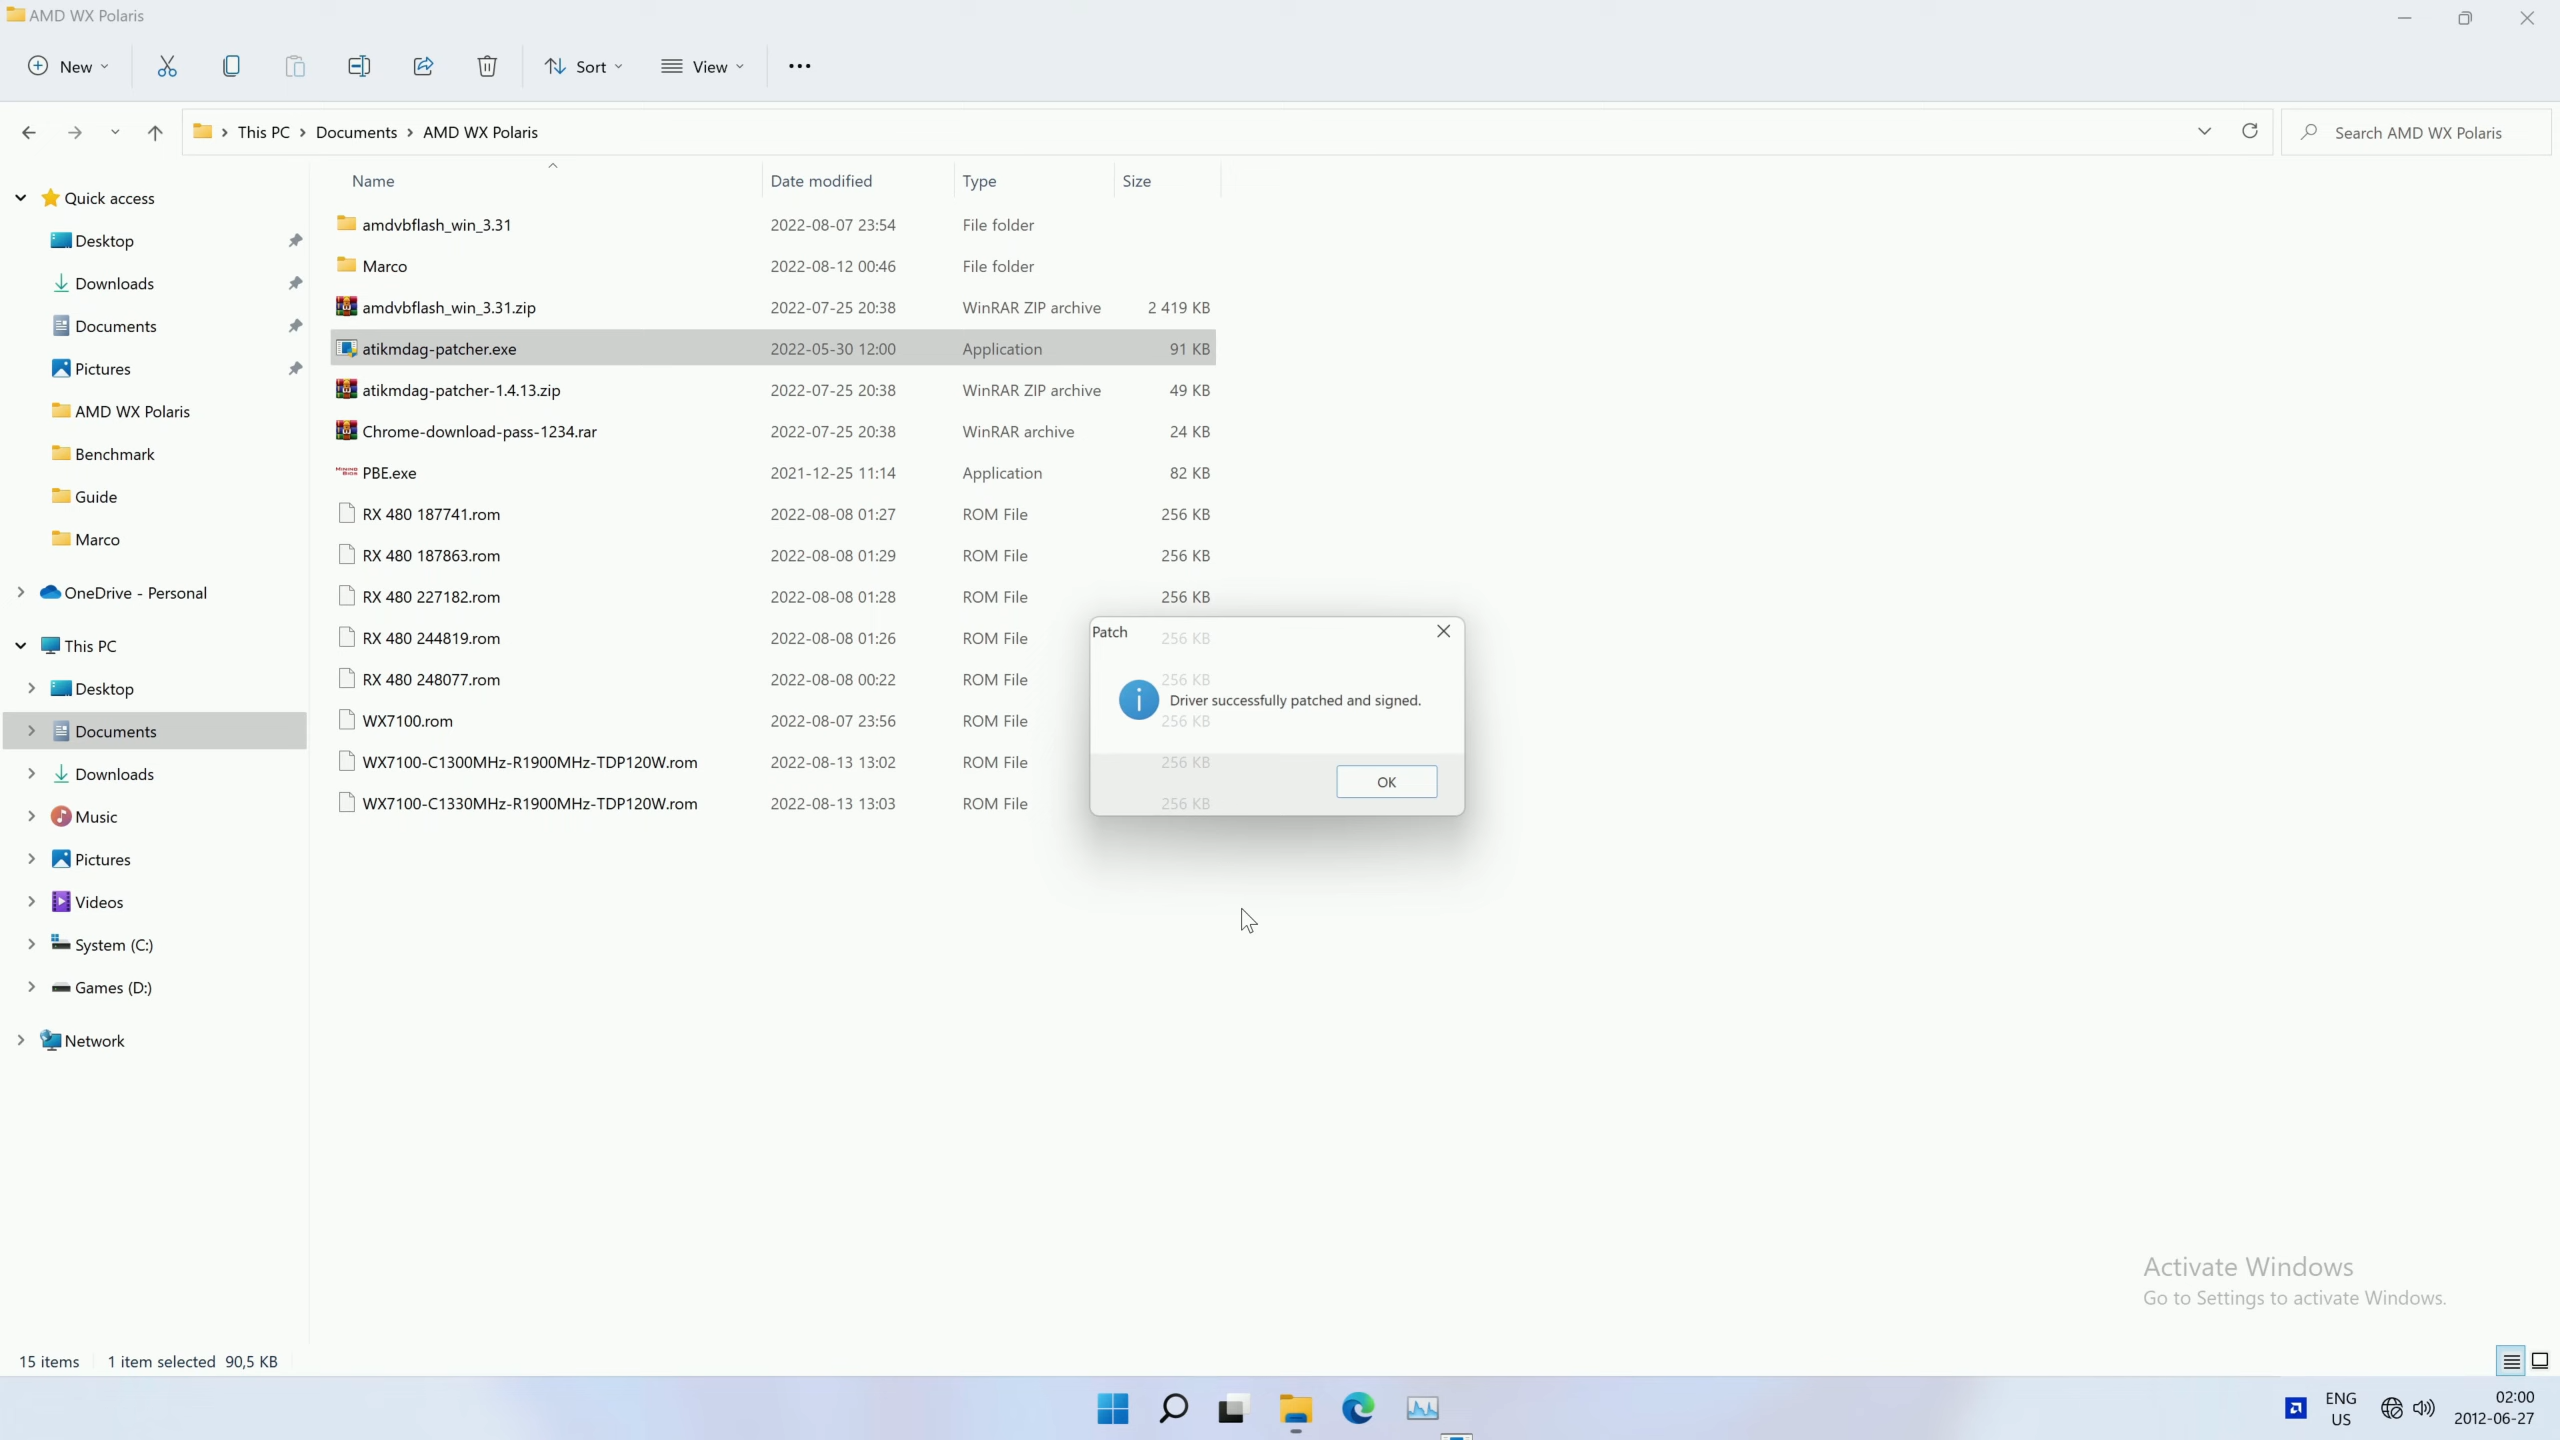 AMD WX Polaris
New
Sort
View
This PC > Documents > AMD WX Polaris
Search AMD WX Polaris
Name
Date modified
Type
Size
Quick access
Desktop
Downloads
Documents
Pictures
AMD WX Polaris
Benchmark
Guide
Marco
OneDrive - Personal
This PC
Desktop
Documents
Downloads
Music
Pictures
Videos
System (C:)
Games (D:)
Network
amdvbflash_win_3.31 2022-08-07 23:54 File folder
Marco 2022-08-12 00:46 File folder
amdvbflash_win_3.31.zip 2022-07-25 20:38 WinRAR ZIP archive 2 419 KB
atikmdag-patcher.exe 2022-05-30 12:00 Application 91 KB
atikmdag-patcher-1.4.13.zip 2022-07-25 20:38 WinRAR ZIP archive 49 KB
Chrome-download-pass-1234.rar 2022-07-25 20:38 WinRAR archive 24 KB
PBE.exe 2021-12-25 11:14 Application 82 KB
RX 480 187741.rom 2022-08-08 01:27 ROM File 256 KB
RX 480 187863.rom 2022-08-08 01:29 ROM File 256 KB
RX 480 227182.rom 2022-08-08 01:28 ROM File 256 KB
RX 480 244819.rom 2022-08-08 01:26 ROM File 256 KB
RX 480 248077.rom 2022-08-08 00:22 ROM File 256 KB
WX7100.rom 2022-08-07 23:56 ROM File 256 KB
WX7100-C1300MHz-R1900MHz-TDP120W.rom 2022-08-13 13:02 ROM File 256 KB
WX7100-C1330MHz-R1900MHz-TDP120W.rom 2022-08-13 13:03 ROM File 256 KB
Patch
Driver successfully patched and signed.
OK
Activate Windows
Go to Settings to activate Windows.
15 items 1 item selected 90,5 KB
ENG
US
02:00
2012-06-27